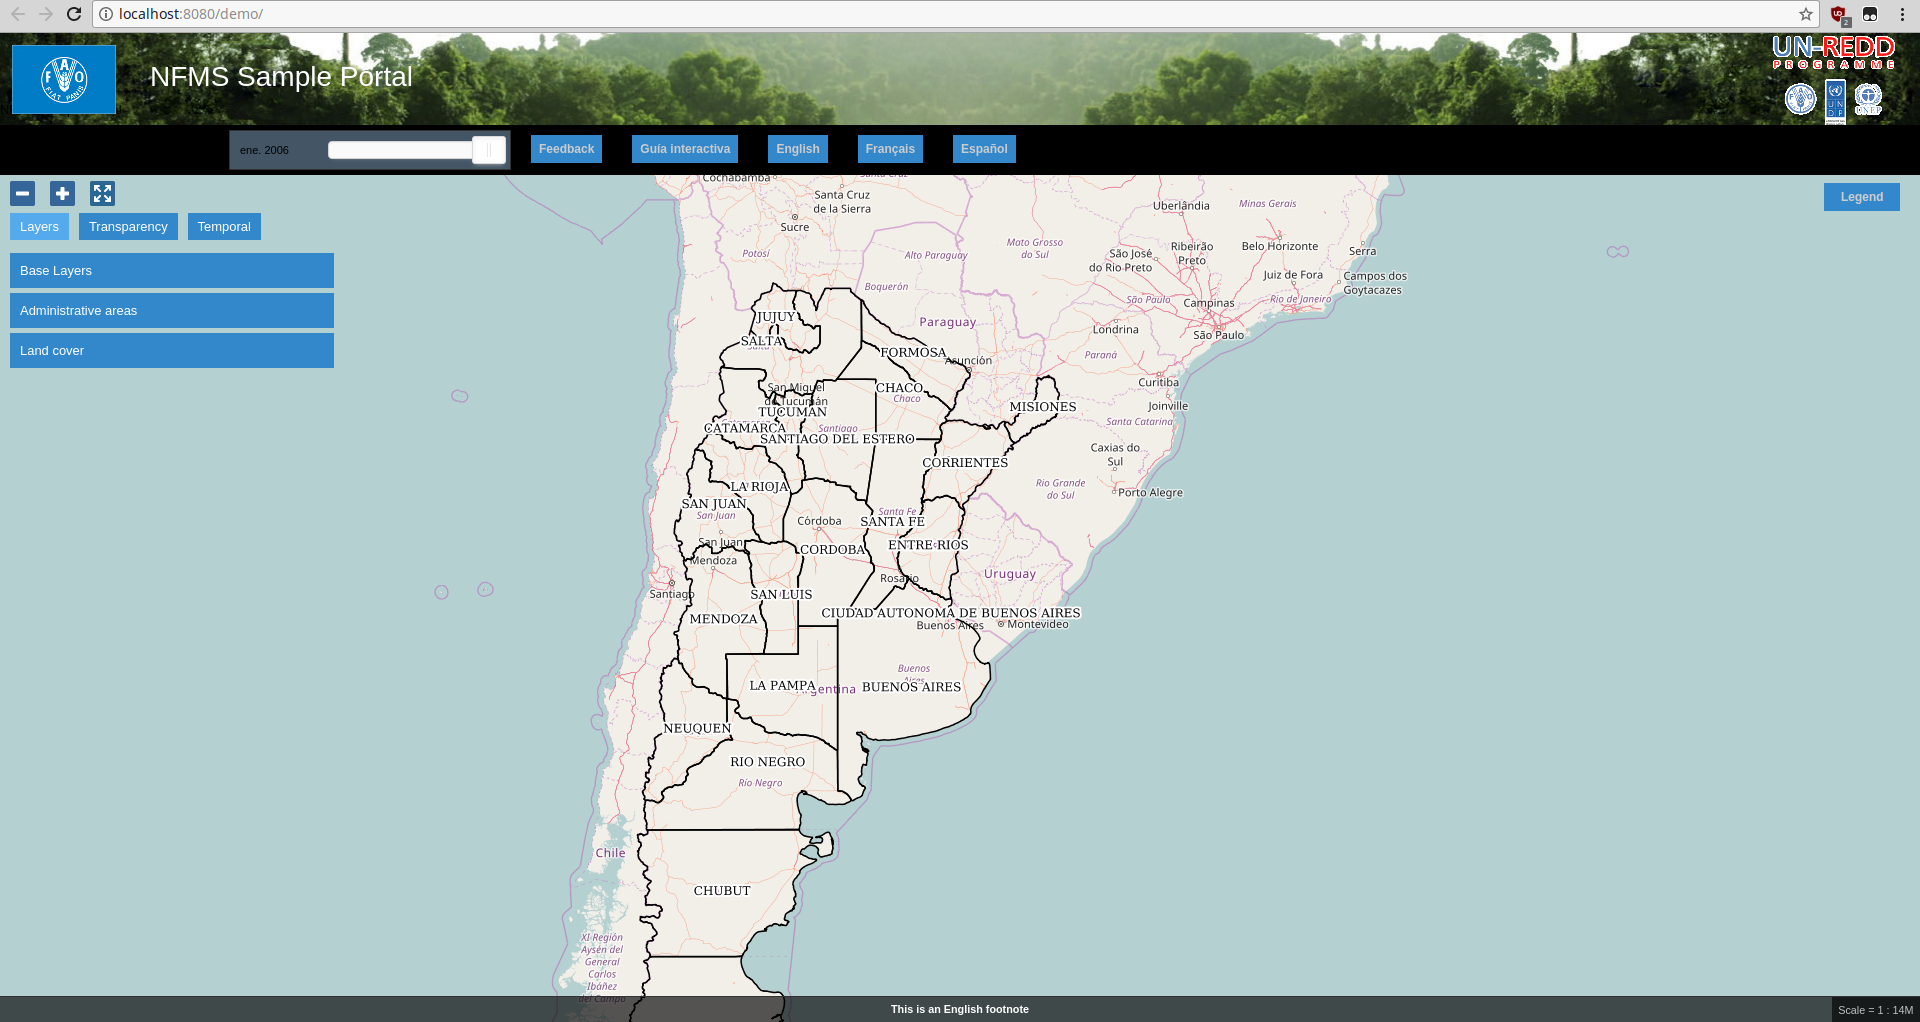 localhost:8080/demo/
2
FAO
FIAT PANIS
NFMS Sample Portal
UN-REDD
PROGRAMME
UNDP
UNEP
ene. 2006
Feedback
Guía interactiva
English
Français
Español
Legend
Layers
Transparency
Temporal
Base Layers
Administrative areas
Land cover
Cochabamba
Santa Cruz
Santa Cruz
de la Sierra
Sucre
Potosí
Uberlândia
Minas Gerais
Mato Grosso
do Sul
Alto Paraguay
São José
do Rio Preto
Ribeirão
Preto
Belo Horizonte
Serra
Juiz de Fora
Campos dos
Goytacazes
Boquerón
São Paulo
Campinas
Rio de Janeiro
JUJUY
Paraguay
Londrina
São Paulo
SALTA
Salta
FORMOSA
Asunción
Paraná
San Miguel
de Tucumán
CHACO
Chaco
Curitiba
TUCUMAN
MISIONES
Joinville
CATAMARCA
Santiago
Santa Catarina
SANTIAGO DEL ESTERO
Caxias do
Sul
CORRIENTES
LA RIOJA
Rio Grande
do Sul
Porto Alegre
SAN JUAN
San Juan
Santa Fe
Córdoba
SANTA FE
San Juan
CORDOBA
ENTRE RIOS
Mendoza
Rosario
Uruguay
Santiago
SAN LUIS
MENDOZA
CIUDAD AUTONOMA DE BUENOS AIRES
Buenos Aires
Montevideo
Buenos
Aires
LA PAMPA
Argentina
BUENOS AIRES
NEUQUEN
RIO NEGRO
Río Negro
Chile
CHUBUT
XI Región
Aysén del
General
Carlos
Ibáñez
del Campo
This is an English footnote
Scale = 1 : 14M